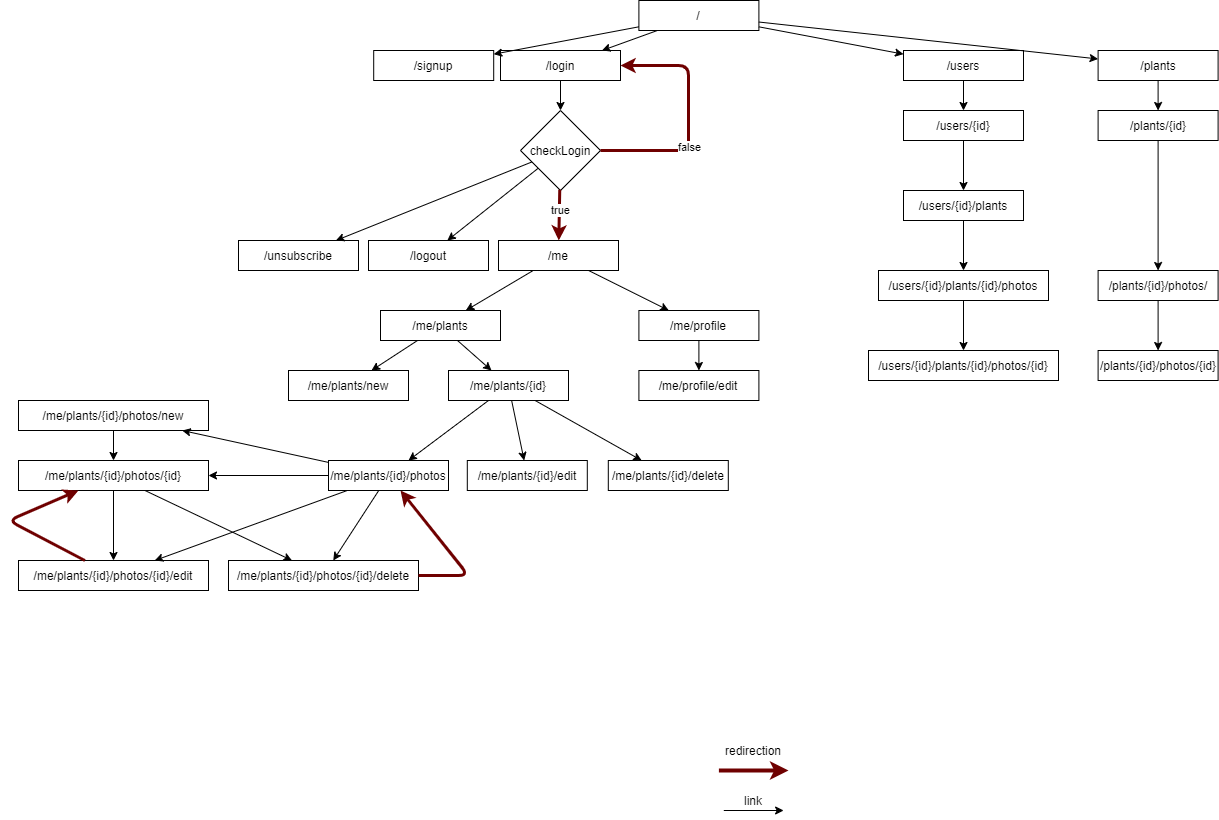 /
/signup
/login
/users
/plants
/users/{id}
/plants/{id}
checkLogin
false
true
/users/{id}/plants
/unsubscribe
/logout
/me
/users/{id}/plants/{id}/photos
/plants/{id}/photos/
/me/plants
/me/profile
/users/{id}/plants/{id}/photos/{id}
/plants/{id}/photos/{id}
/me/plants/new
/me/plants/{id}
/me/profile/edit
/me/plants/{id}/photos/new
/me/plants/{id}/photos/{id}
/me/plants/{id}/photos
/me/plants/{id}/edit
/me/plants/{id}/delete
/me/plants/{id}/photos/{id}/edit
/me/plants/{id}/photos/{id}/delete
redirection
link